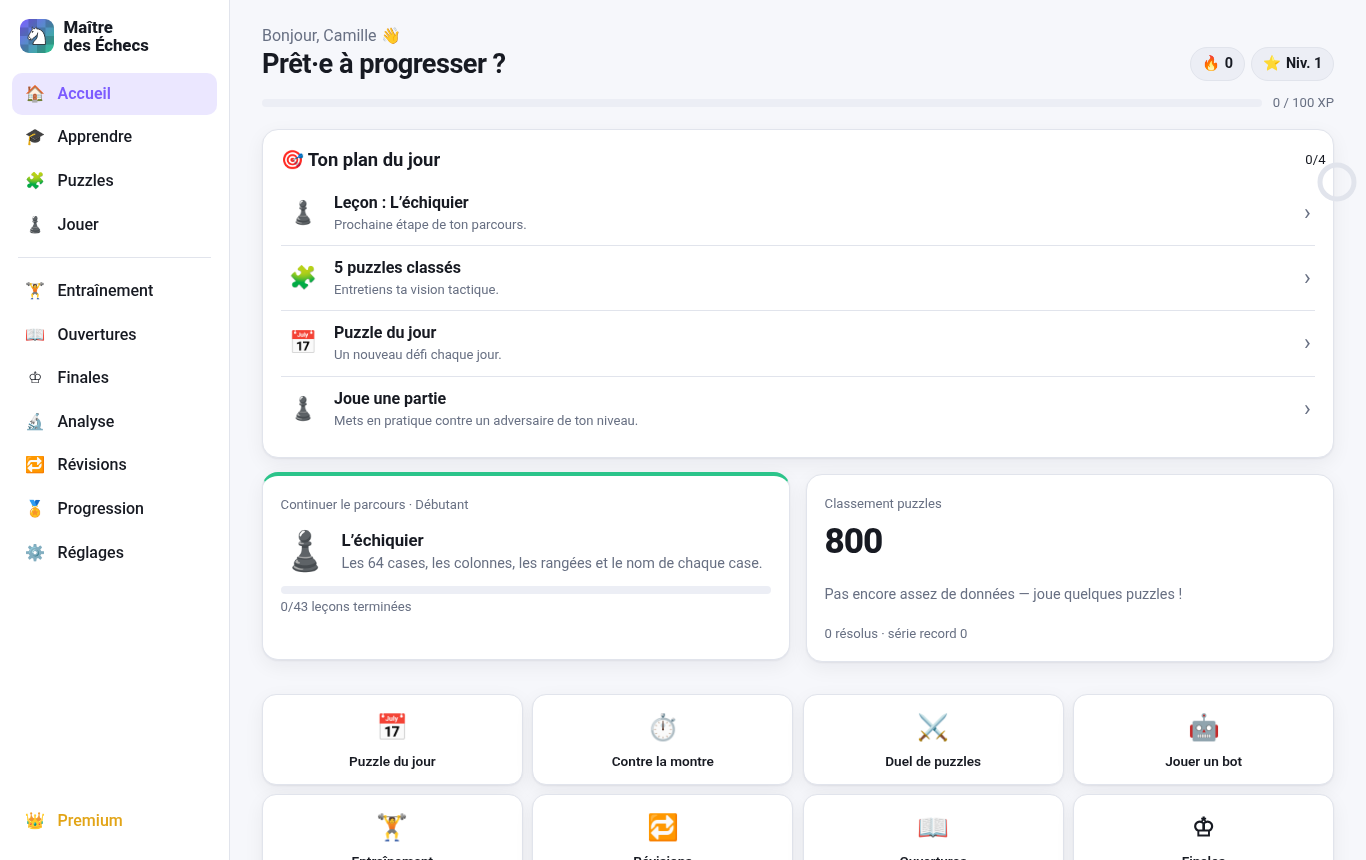 Maître
des Échecs
Accueil
Apprendre
Puzzles
Jouer
Entraînement
Ouvertures
Finales
Analyse
Révisions
Progression
Réglages
Premium
Bonjour, Camille 👋
Prêt·e à progresser ?
🔥 0
⭐ Niv. 1
0 / 100 XP
🎯 Ton plan du jour
0/4
Leçon : L’échiquier
Prochaine étape de ton parcours.
5 puzzles classés
Entretiens ta vision tactique.
Puzzle du jour
Un nouveau défi chaque jour.
Joue une partie
Mets en pratique contre un adversaire de ton niveau.
Continuer le parcours · Débutant
L’échiquier
Les 64 cases, les colonnes, les rangées et le nom de chaque case.
0/43 leçons terminées
Classement puzzles
800
Pas encore assez de données — joue quelques puzzles !
0 résolus · série record 0
Puzzle du jour
Contre la montre
Duel de puzzles
Jouer un bot
Entraînement
Révisions
Ouvertures
Finales